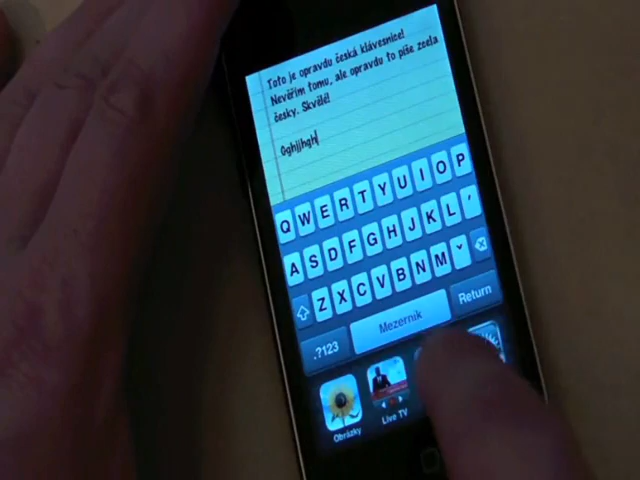 Toto je opravdu česká klávesnice!
Nevěřím tomu, ale opravdu to píše zcela
česky. Skvělé!
Gghjjhgh
Q W E R T Y U I O P
A S D F G H J K L ʼ
Z X C V B N M ˇ
.?123 Mezerník Return
Obrázky Live TV